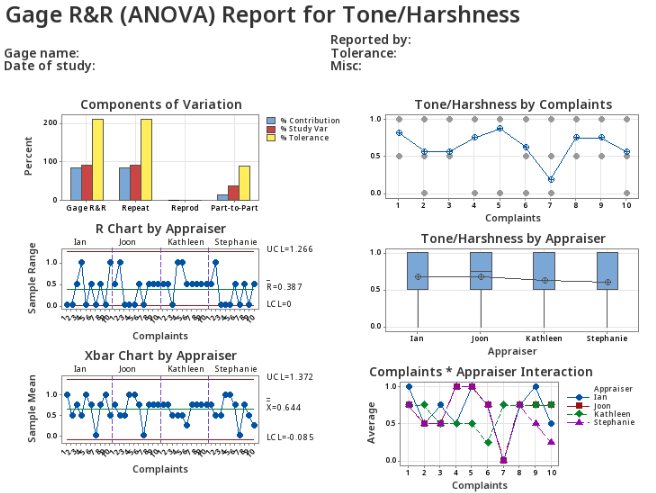 Gage R&R (ANOVA) Report for Tone/Harshness
Reported by:
Gage name:
Tolerance:
Date of study:
Misc:
Components of Variation
Percent
200
100
0
Gage R&R Repeat Reprod Part-to-Part
% Contribution
% Study Var
% Tolerance
Tone/Harshness by Complaints
1.0
0.5
0.0
1 2 3 4 5 6 7 8 9 10
Complaints
R Chart by Appraiser
Ian Joon Kathleen Stephanie
Sample Range
1.0
0.5
0.0
UCL=1.266
R=0.387
LCL=0
Complaints
Tone/Harshness by Appraiser
1.0
0.5
0.0
Ian Joon Kathleen Stephanie
Appraiser
Xbar Chart by Appraiser
Ian Joon Kathleen Stephanie
Sample Mean
1.0
0.5
0.0
UCL=1.372
X=0.644
LCL=-0.085
Complaints
Complaints * Appraiser Interaction
Average
1.0
0.5
0.0
1 2 3 4 5 6 7 8 9 10
Complaints
Appraiser
Ian
Joon
Kathleen
Stephanie